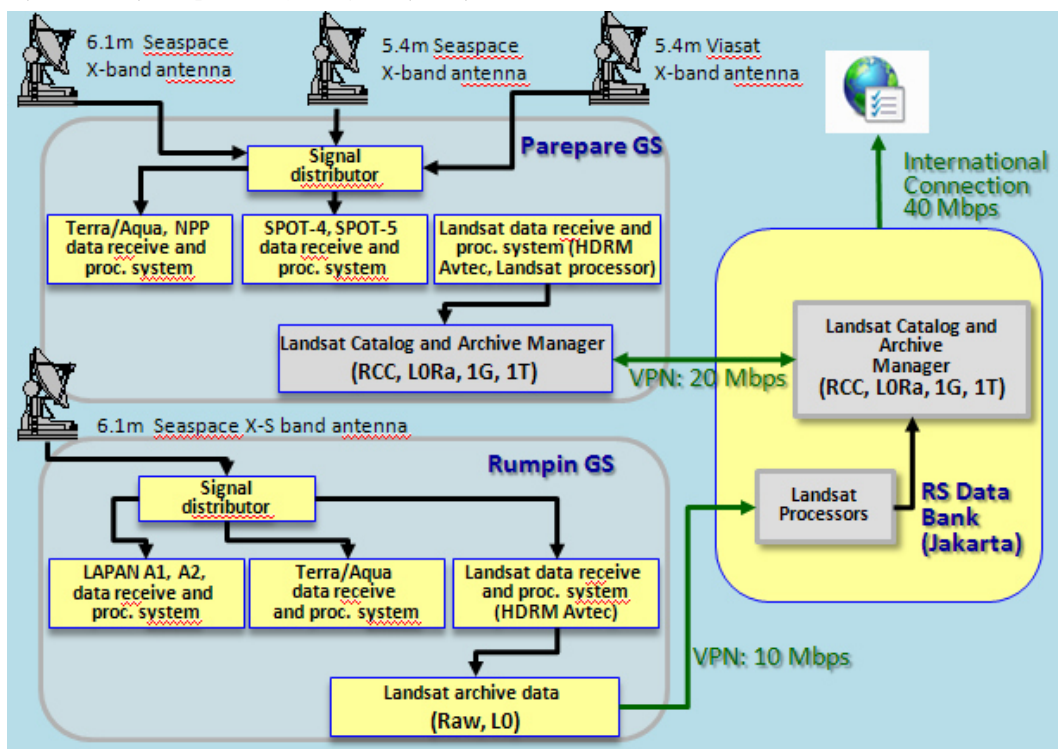 6.1m Seaspace
X-band antenna
5.4m Seaspace
X-band antenna
5.4m Viasat
X-band antenna
Parepare GS
Signal
distributor
Terra/Aqua, NPP
data receive and
proc. system
SPOT-4, SPOT-5
data receive and
proc. system
Landsat data receive and
proc. system (HDRM
Avtec, Landsat processor)
Landsat Catalog and Archive Manager
(RCC, L0Ra, 1G, 1T)
VPN: 20 Mbps
International
Connection
40 Mbps
Landsat Catalog and
Archive
Manager
(RCC, L0Ra, 1G, 1T)
Landsat
Processors
RS Data
Bank
(Jakarta)
6.1m Seaspace X-S band antenna
Rumpin GS
Signal
distributor
LAPAN A1, A2,
data receive and
proc. system
Terra/Aqua
data receive
and proc. system
Landsat data receive
and proc. system
(HDRM Avtec)
VPN: 10 Mbps
Landsat archive data
(Raw, L0)